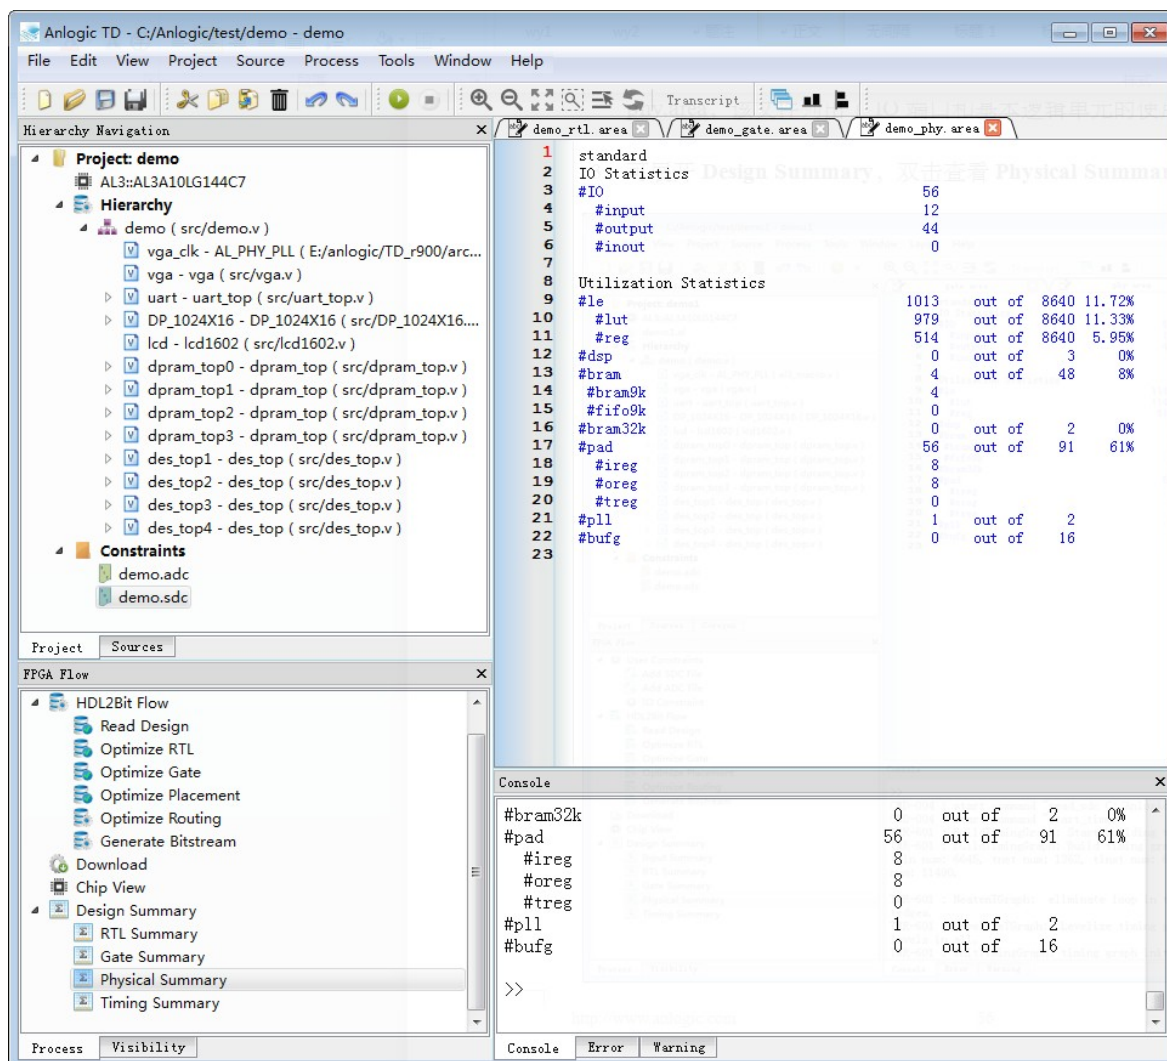 Anlogic TD - C:/Anlogic/test/demo - demo
File Edit View Project Source Process Tools Window Help
Transcript
Hierarchy Navigation
Project: demo
AL3::AL3A10LG144C7
Hierarchy
demo ( src/demo.v )
vga_clk - AL_PHY_PLL ( E:/anlogic/TD_r900/arc...
vga - vga ( src/vga.v )
uart - uart_top ( src/uart_top.v )
DP_1024X16 - DP_1024X16 ( src/DP_1024X16....
lcd - lcd1602 ( src/lcd1602.v )
dpram_top0 - dpram_top ( src/dpram_top.v )
dpram_top1 - dpram_top ( src/dpram_top.v )
dpram_top2 - dpram_top ( src/dpram_top.v )
dpram_top3 - dpram_top ( src/dpram_top.v )
des_top1 - des_top ( src/des_top.v )
des_top2 - des_top ( src/des_top.v )
des_top3 - des_top ( src/des_top.v )
des_top4 - des_top ( src/des_top.v )
Constraints
demo.adc
demo.sdc
Project Sources
FPGA Flow
HDL2Bit Flow
Read Design
Optimize RTL
Optimize Gate
Optimize Placement
Optimize Routing
Generate Bitstream
Download
Chip View
Design Summary
RTL Summary
Gate Summary
Physical Summary
Timing Summary
Process Visibility
demo_rtl.area demo_gate.area demo_phy.area
1 standard
2 IO Statistics
3 #IO 56
4 #input 12
5 #output 44
6 #inout 0
7
8 Utilization Statistics
9 #le 1013 out of 8640 11.72%
10 #lut 979 out of 8640 11.33%
11 #reg 514 out of 8640 5.95%
12 #dsp 0 out of 3 0%
13 #bram 4 out of 48 8%
14 #bram9k 4
15 #fifo9k 0
16 #bram32k 0 out of 2 0%
17 #pad 56 out of 91 61%
18 #ireg 8
19 #oreg 8
20 #treg 0
21 #pll 1 out of 2
22 #bufg 0 out of 16
23
Design Summary，双击查看 Physical Summar
Console
#bram32k 0 out of 2 0%
#pad 56 out of 91 61%
#ireg 8
#oreg 8
#treg 0
#pll 1 out of 2
#bufg 0 out of 16
>>
http://www.anlogic.com
Console Error Warning